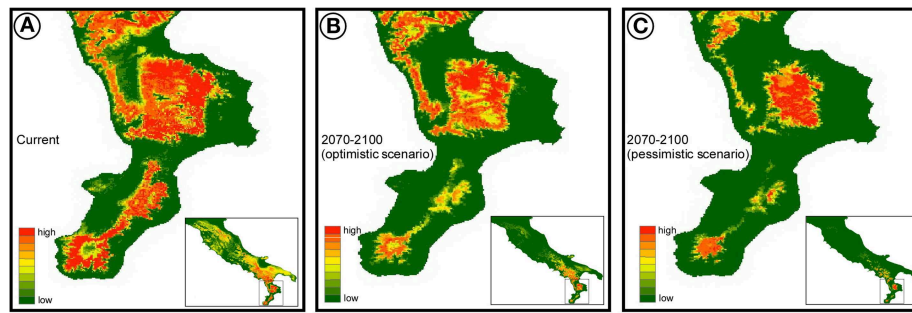 A
Current
high
low
B
2070-2100
(optimistic scenario)
high
low
C
2070-2100
(pessimistic scenario)
high
low